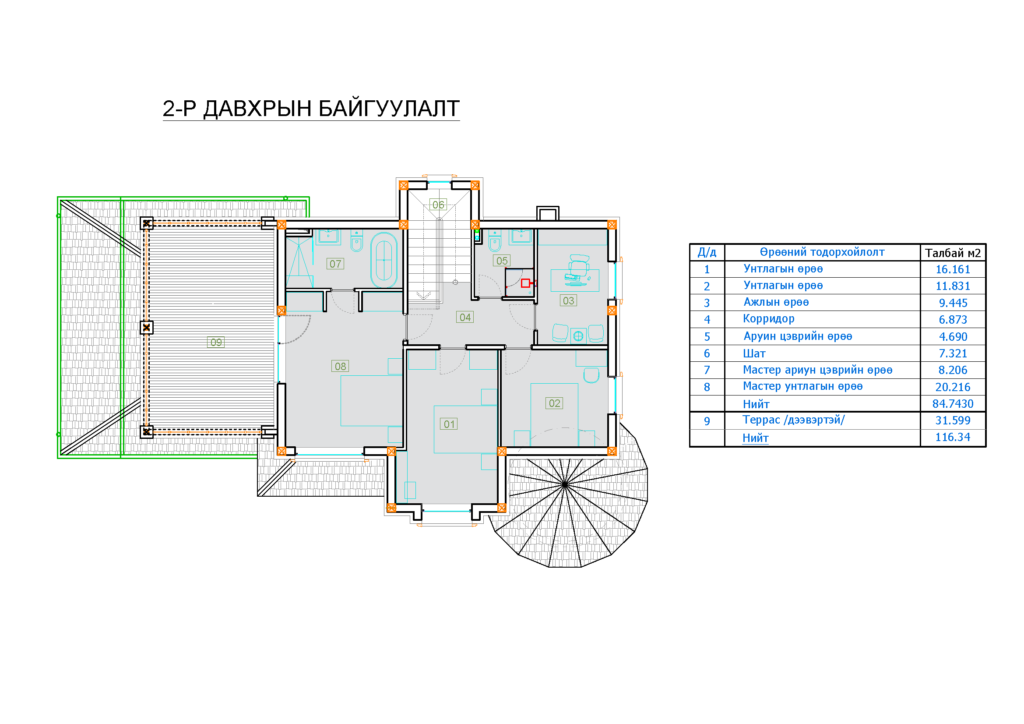 2-Р ДАВХРЫН БАЙГУУЛАЛТ
06
07
05
03
04
09
08
02
01
Д/д Өрөөний тодорхойлолт Талбай м2
1 Унтлагын өрөө 16.161
2 Унтлагын өрөө 11.831
3 Ажлын өрөө 9.445
4 Корридор 6.873
5 Аруин цэврийн өрөө 4.690
6 Шат 7.321
7 Мастер ариун цэврийн өрөө 8.206
8 Мастер унтлагын өрөө 20.216
Нийт 84.7430
9 Террас /дээвэртэй/ 31.599
Нийт 116.34